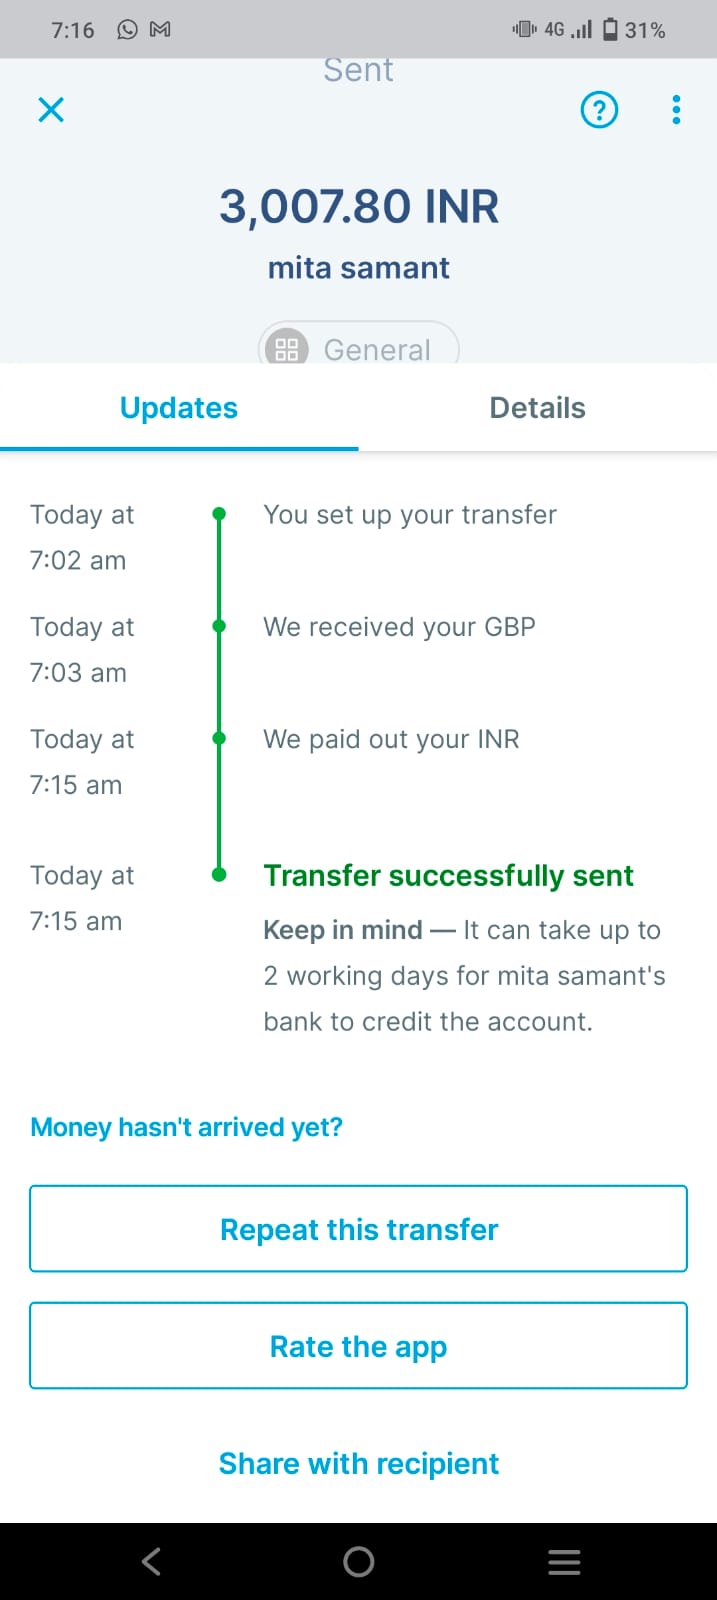 7:16
4G
31%
Sent
?
3,007.80 INR
mita samant
General
Updates
Details
Today at
7:02 am
You set up your transfer
Today at
7:03 am
We received your GBP
Today at
7:15 am
We paid out your INR
Today at
7:15 am
Transfer successfully sent
Keep in mind — It can take up to
2 working days for mita samant's
bank to credit the account.
Money hasn't arrived yet?
Repeat this transfer
Rate the app
Share with recipient